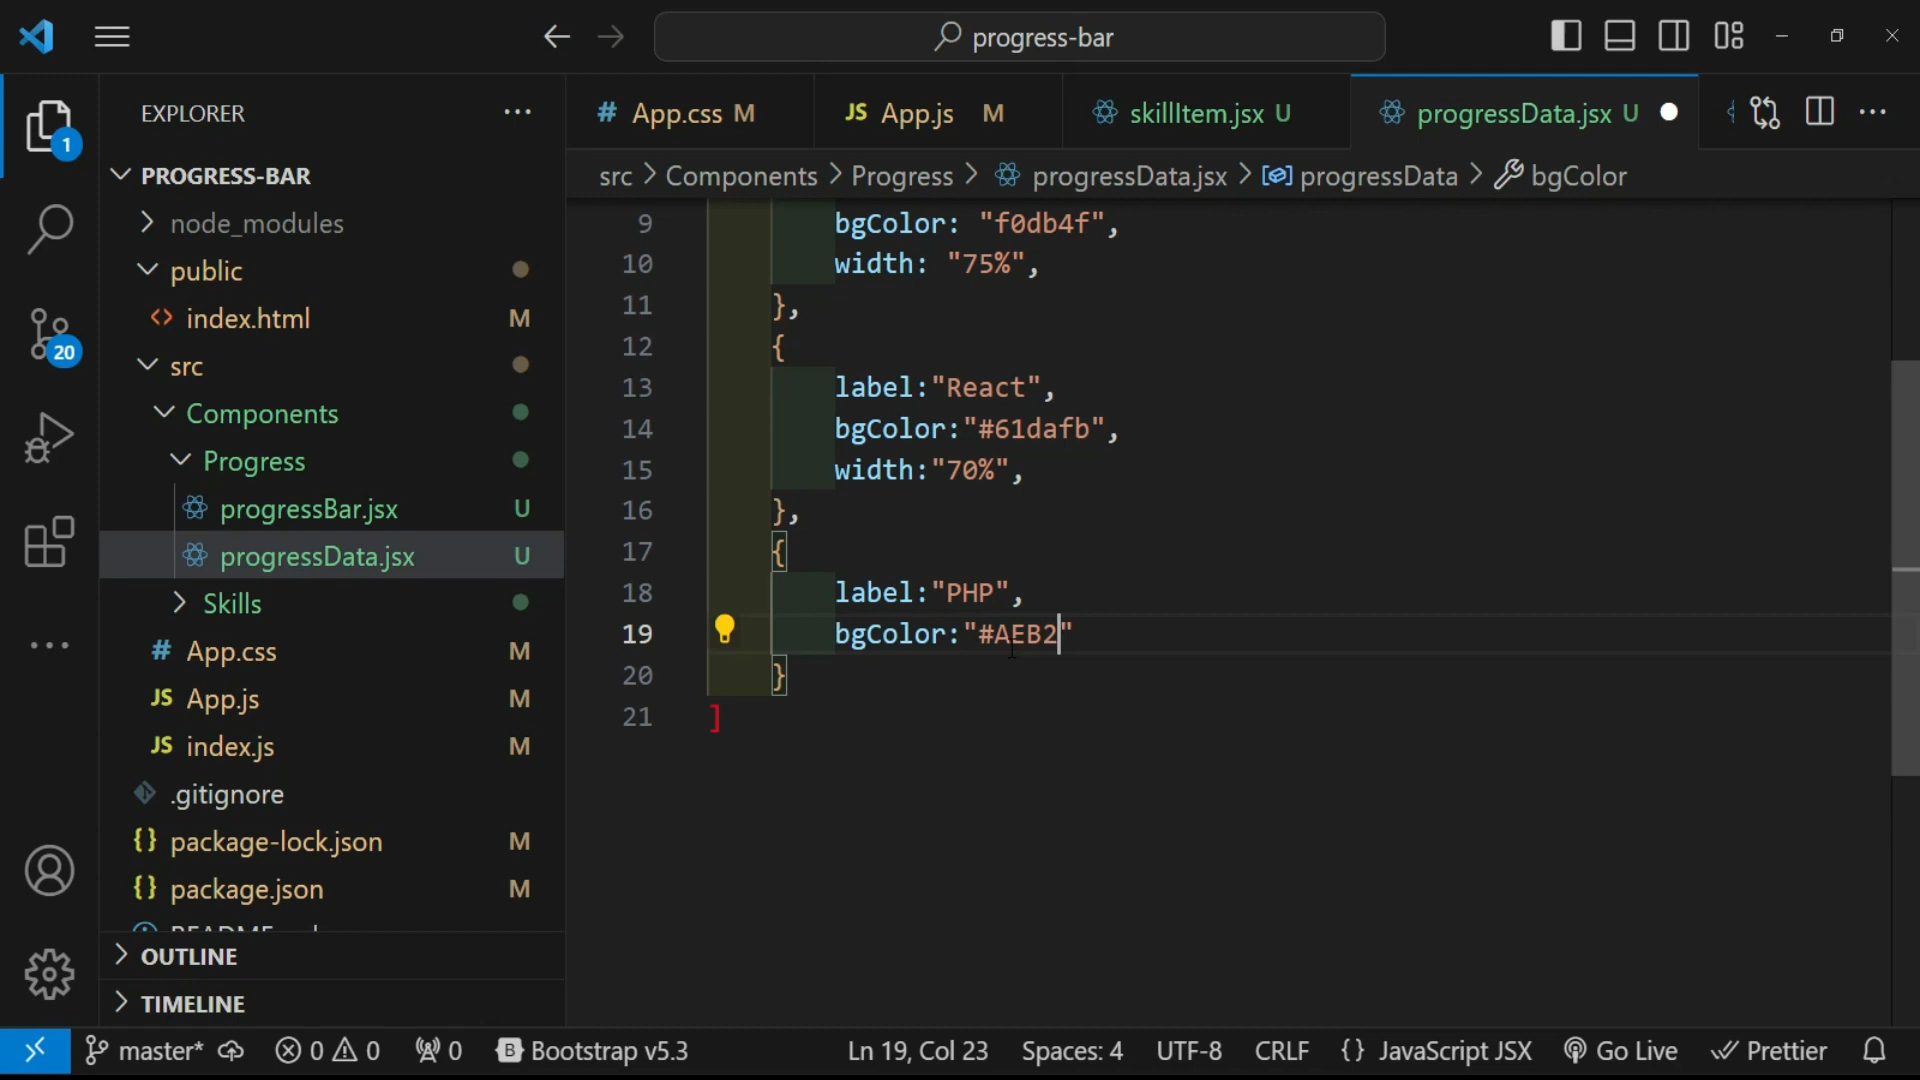 progress-bar
EXPLORER
PROGRESS-BAR
node_modules
public
index.html M
src
Components
Progress
progressBar.jsx U
progressData.jsx U
Skills
App.css M
App.js M
index.js M
.gitignore
package-lock.json M
package.json M
OUTLINE
TIMELINE
1
20
App.css M
App.js M
skillItem.jsx U
progressData.jsx U
src > Components > Progress > progressData.jsx > progressData > bgColor
9 bgColor: "f0db4f",
10 width: "75%",
11 },
12 {
13 label:"React",
14 bgColor:"#61dafb",
15 width:"70%",
16 },
17 {
18 label:"PHP",
19 bgColor:"#AEB2"
20 }
21 ]
master* 0 0 0 Bootstrap v5.3 Ln 19, Col 23 Spaces: 4 UTF-8 CRLF {} JavaScript JSX Go Live Prettier